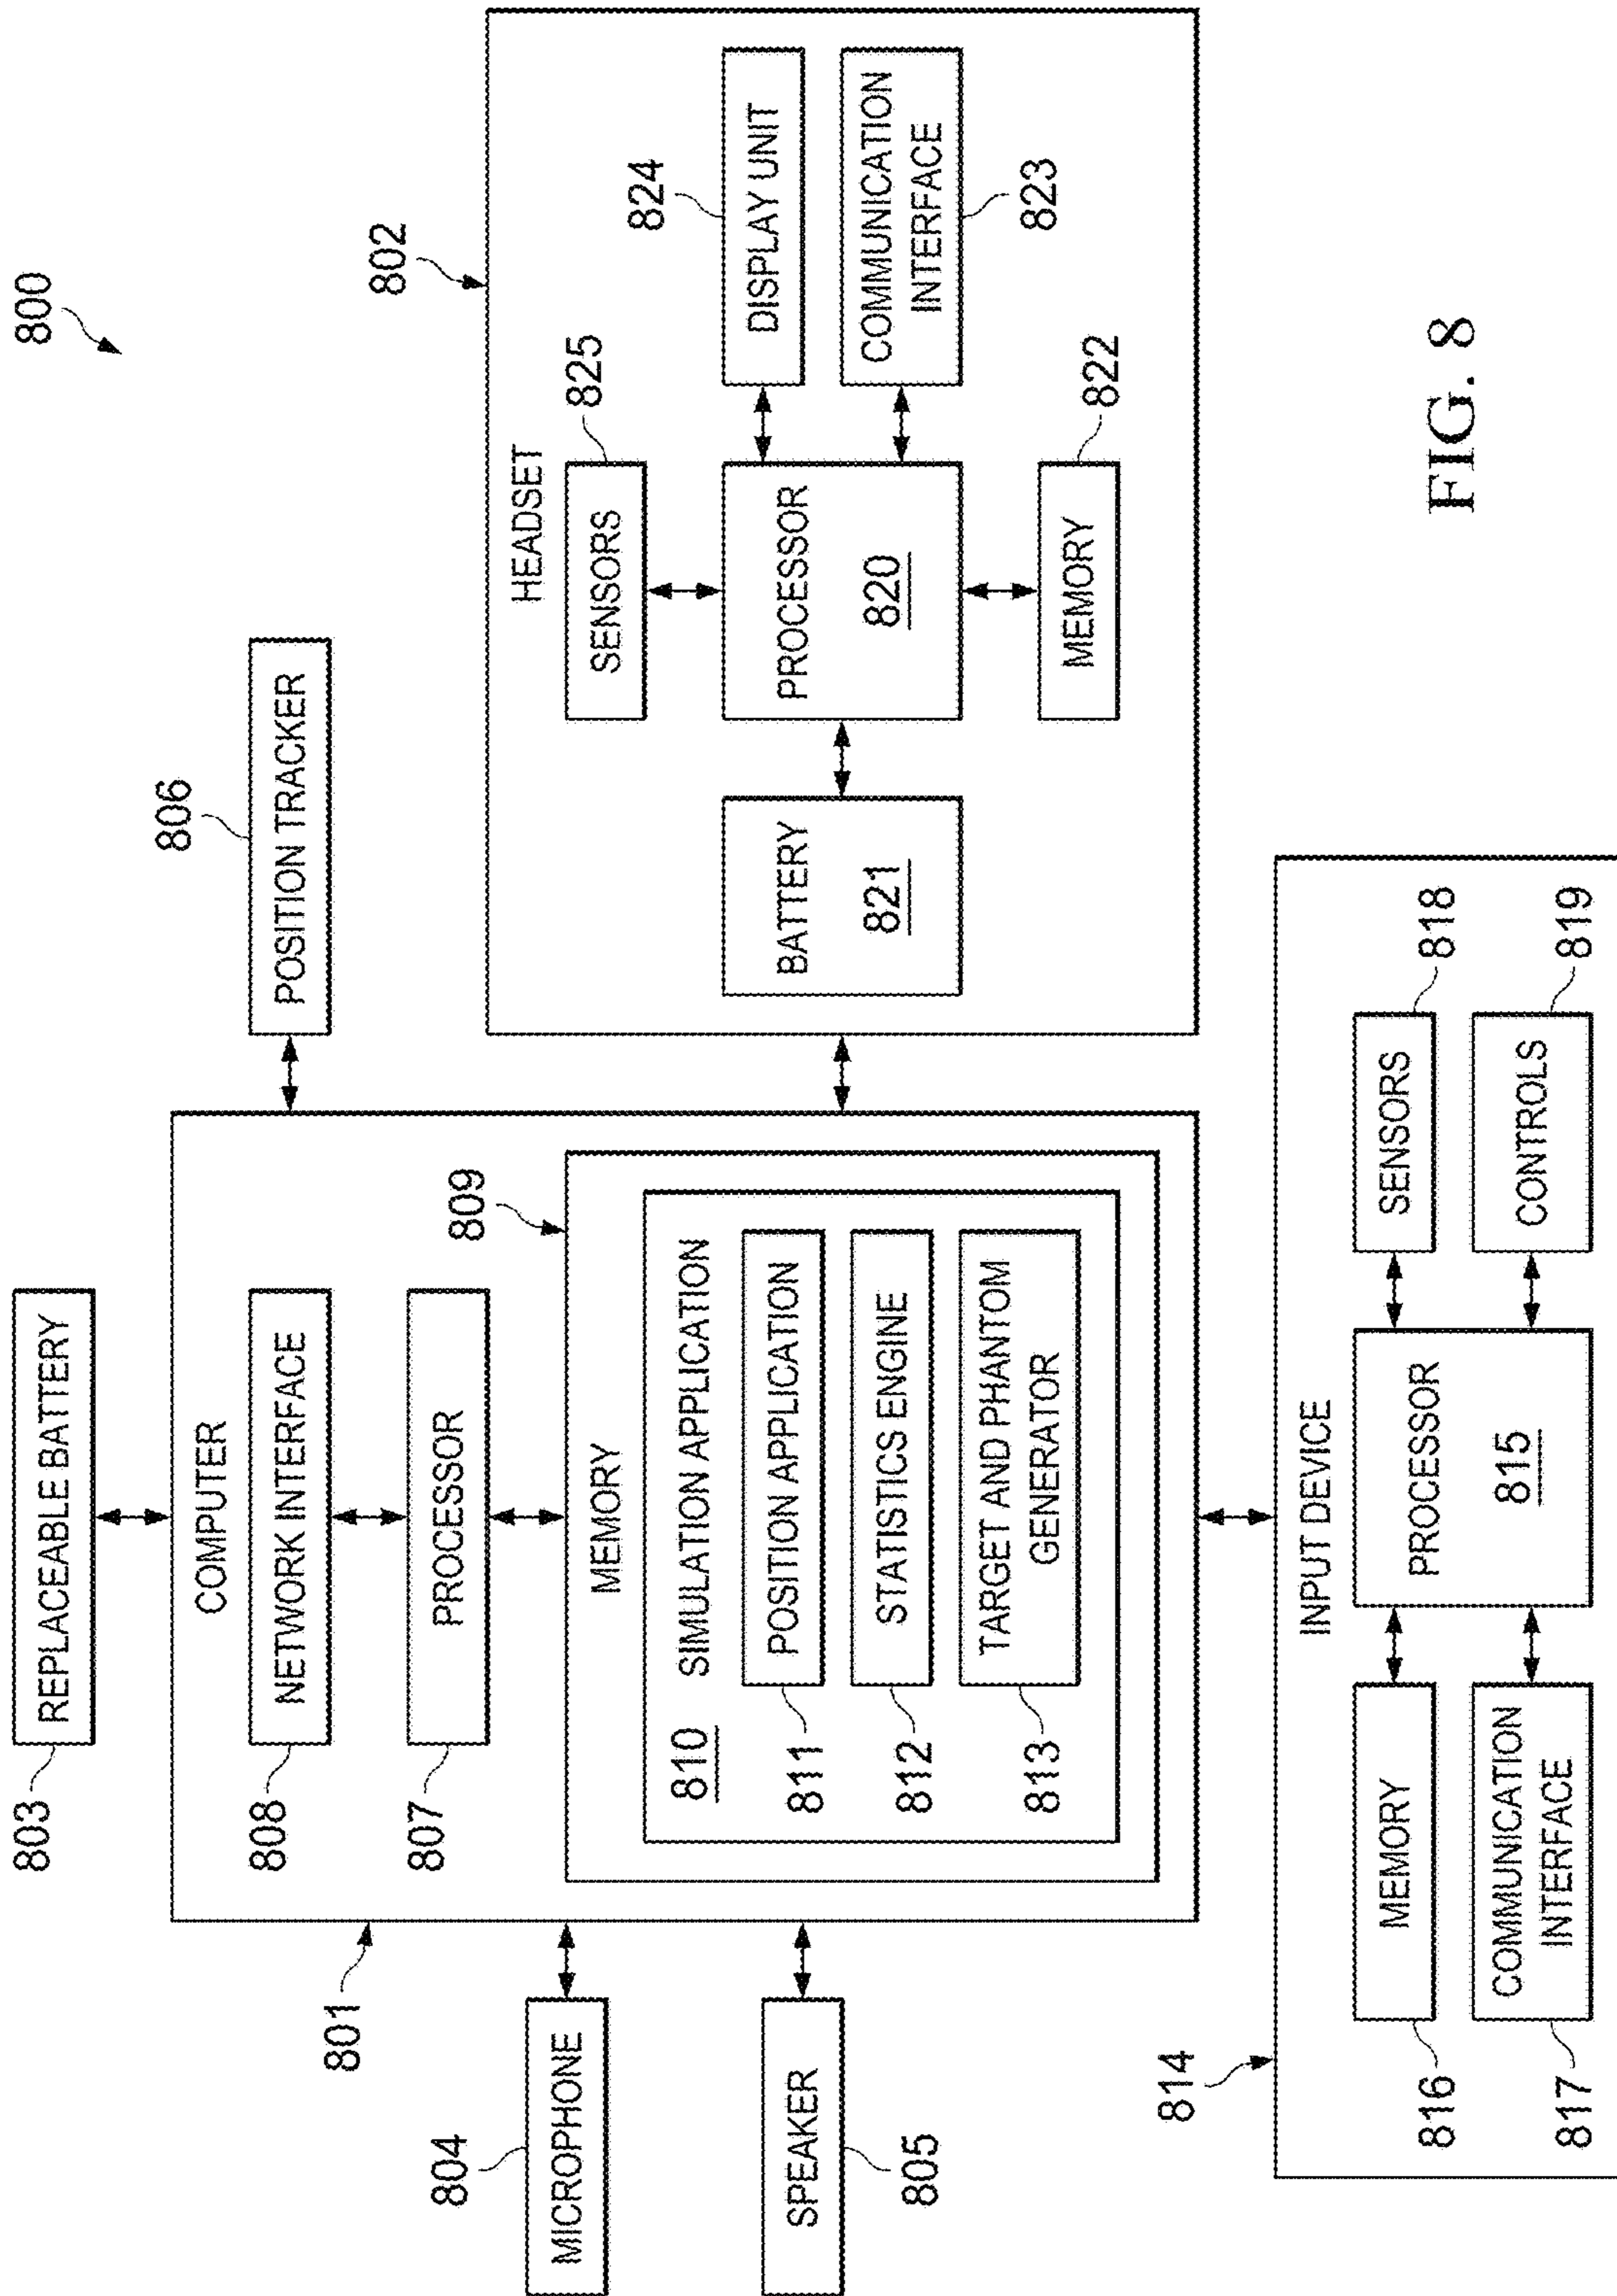 800
803
REPLACEABLE BATTERY
801
COMPUTER
808
NETWORK INTERFACE
807
PROCESSOR
809
MEMORY
810
SIMULATION APPLICATION
811
POSITION APPLICATION
812
STATISTICS ENGINE
813
TARGET AND PHANTOM
GENERATOR
804
MICROPHONE
805
SPEAKER
806
POSITION TRACKER
802
HEADSET
825
SENSORS
824
DISPLAY UNIT
BATTERY
821
PROCESSOR
820
COMMUNICATION
INTERFACE
823
MEMORY
822
814
INPUT DEVICE
MEMORY
816
COMMUNICATION
INTERFACE
817
PROCESSOR
815
SENSORS
818
CONTROLS
819
FIG. 8